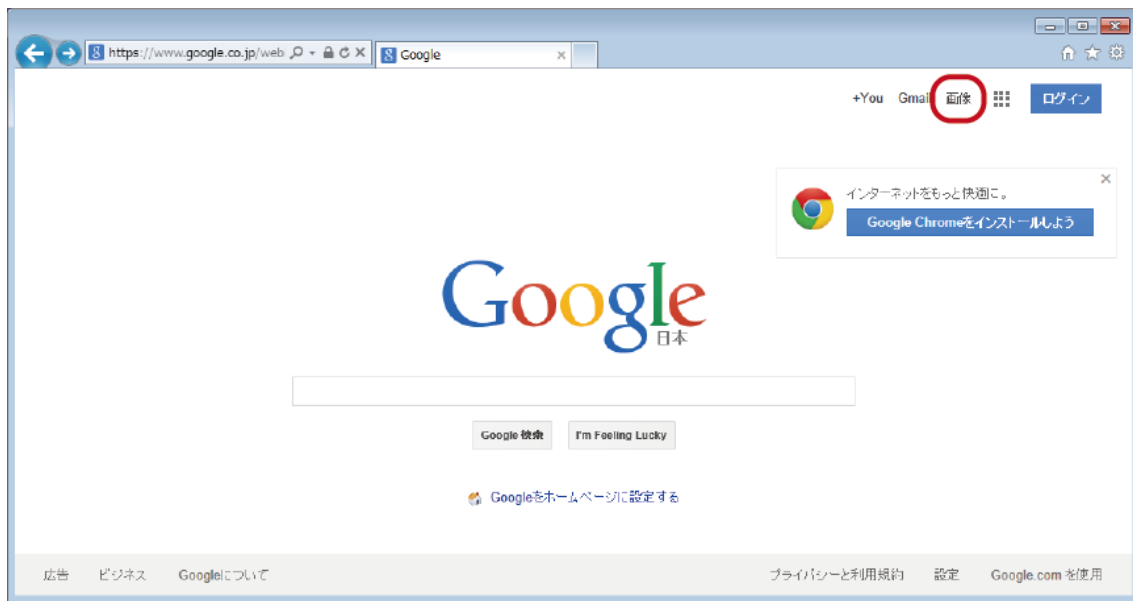 https://www.google.co.jp/web
Google
+You Gmail 画像
ログイン
インターネットをもっと快適に。
Google Chromeをインストールしよう
Google
日本
Google 検索 I'm Feeling Lucky
Googleをホームページに設定する
広告 ビジネス Googleについて プライバシーと利用規約 設定 Google.com を使用